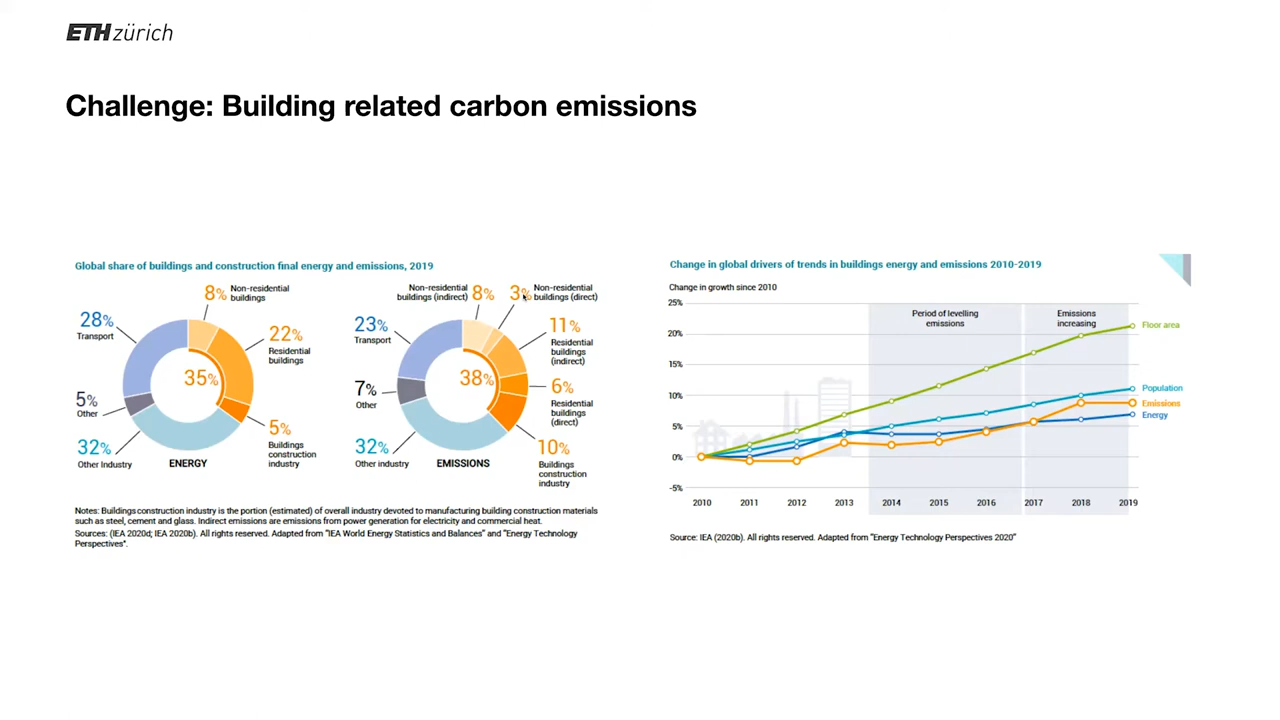 ETH zürich
Challenge: Building related carbon emissions
Global share of buildings and construction final energy and emissions, 2019
8% Non-residential
buildings
28%
Transport
22%
Residential
buildings
35%
5%
Other
5%
Buildings
construction
industry
32%
Other Industry
ENERGY
Non-residential
buildings (indirect) 8%
3% Non-residential
buildings (direct)
23%
Transport
11%
Residential
buildings
(indirect)
38%
7%
Other
6%
Residential
buildings
(direct)
32%
Other industry
EMISSIONS
10%
Buildings
construction
industry
Notes: Buildings construction industry is the portion (estimated) of overall industry devoted to manufacturing building construction materials
such as steel, cement and glass. Indirect emissions are emissions from power generation for electricity and commercial heat.
Sources: (IEA 2020d; IEA 2020b). All rights reserved. Adapted from "IEA World Energy Statistics and Balances" and "Energy Technology
Perspectives".
Change in global drivers of trends in buildings energy and emissions 2010-2019
Change in growth since 2010
25%
20%
15%
10%
5%
0%
-5%
Period of levelling
emissions
Emissions
increasing
Floor area
Population
Emissions
Energy
2010 2011 2012 2013 2014 2015 2016 2017 2018 2019
Source: IEA (2020b). All rights reserved. Adapted from "Energy Technology Perspectives 2020"